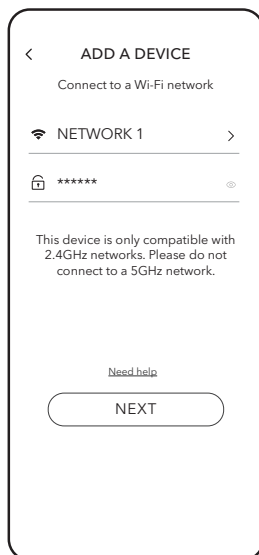 ADD A DEVICE
Connect to a Wi-Fi network
NETWORK 1
******
This device is only compatible with
2.4GHz networks. Please do not
connect to a 5GHz network.
Need help
NEXT